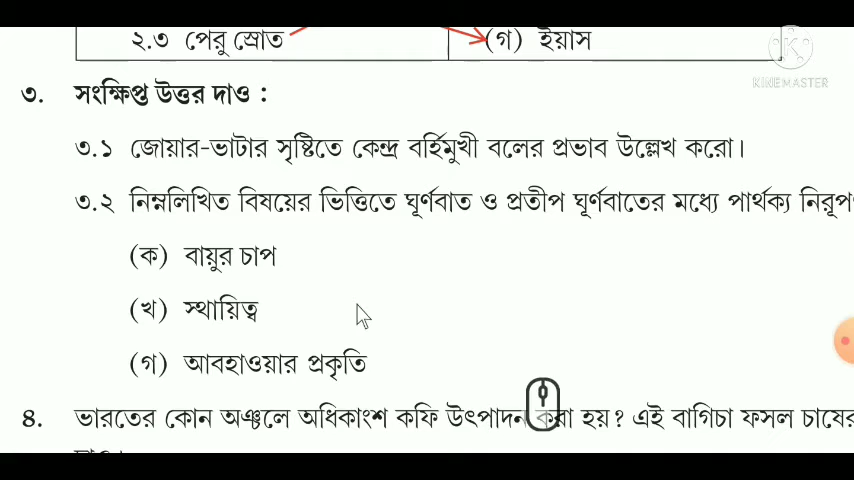 ২.৩ পেরু স্রোত (গ) ইয়াস
KINEMASTER
৩. সংক্ষিপ্ত উত্তর দাও :
৩.১ জোয়ার-ভাটার সৃষ্টিতে কেন্দ্র বর্হিমুখী বলের প্রভাব উল্লেখ করো।
৩.২ নিম্নলিখিত বিষয়ের ভিত্তিতে ঘূর্ণবাত ও প্রতীপ ঘূর্ণবাতের মধ্যে পার্থক্য নিরূপ
(ক) বায়ুর চাপ
(খ) স্থায়িত্ব
(গ) আবহাওয়ার প্রকৃতি
৪. ভারতের কোন অঞ্চলে অধিকাংশ কফি উৎপাদন করা হয়? এই বাগিচা ফসল চাষের